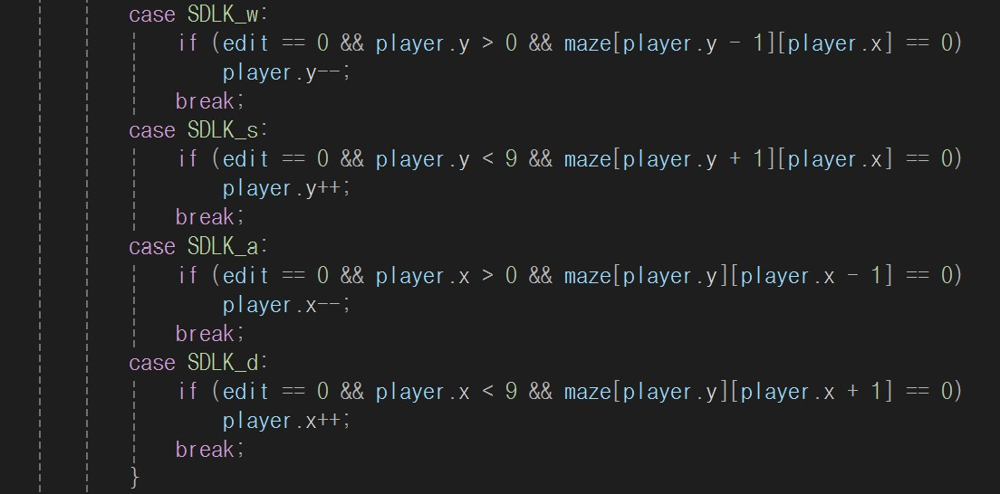 case SDLK_w:
if (edit == 0 && player.y > 0 && maze[player.y - 1][player.x] == 0)
player.y--;
break;
case SDLK_s:
if (edit == 0 && player.y < 9 && maze[player.y + 1][player.x] == 0)
player.y++;
break;
case SDLK_a:
if (edit == 0 && player.x > 0 && maze[player.y][player.x - 1] == 0)
player.x--;
break;
case SDLK_d:
if (edit == 0 && player.x < 9 && maze[player.y][player.x + 1] == 0)
player.x++;
break;
}